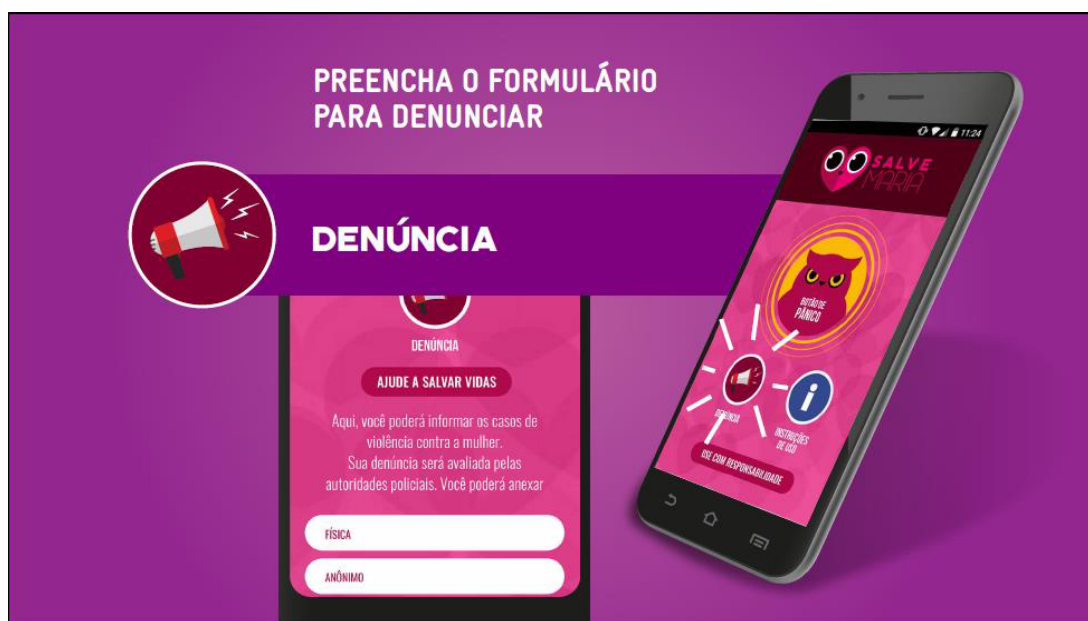 PREENCHA O FORMULÁRIO
PARA DENUNCIAR
DENÚNCIA
DENÚNCIA
AJUDE A SALVAR VIDAS
Aqui, você poderá informar os casos de
violência contra a mulher.
Sua denúncia será avaliada pelas
autoridades policiais. Você poderá anexar
FÍSICA
ANÔNIMO
11:24
SALVE
MARIA
BOTÃO DE
PÂNICO
DENÚNCIA
INSTRUÇÕES
DE USO
USE COM RESPONSABILIDADE